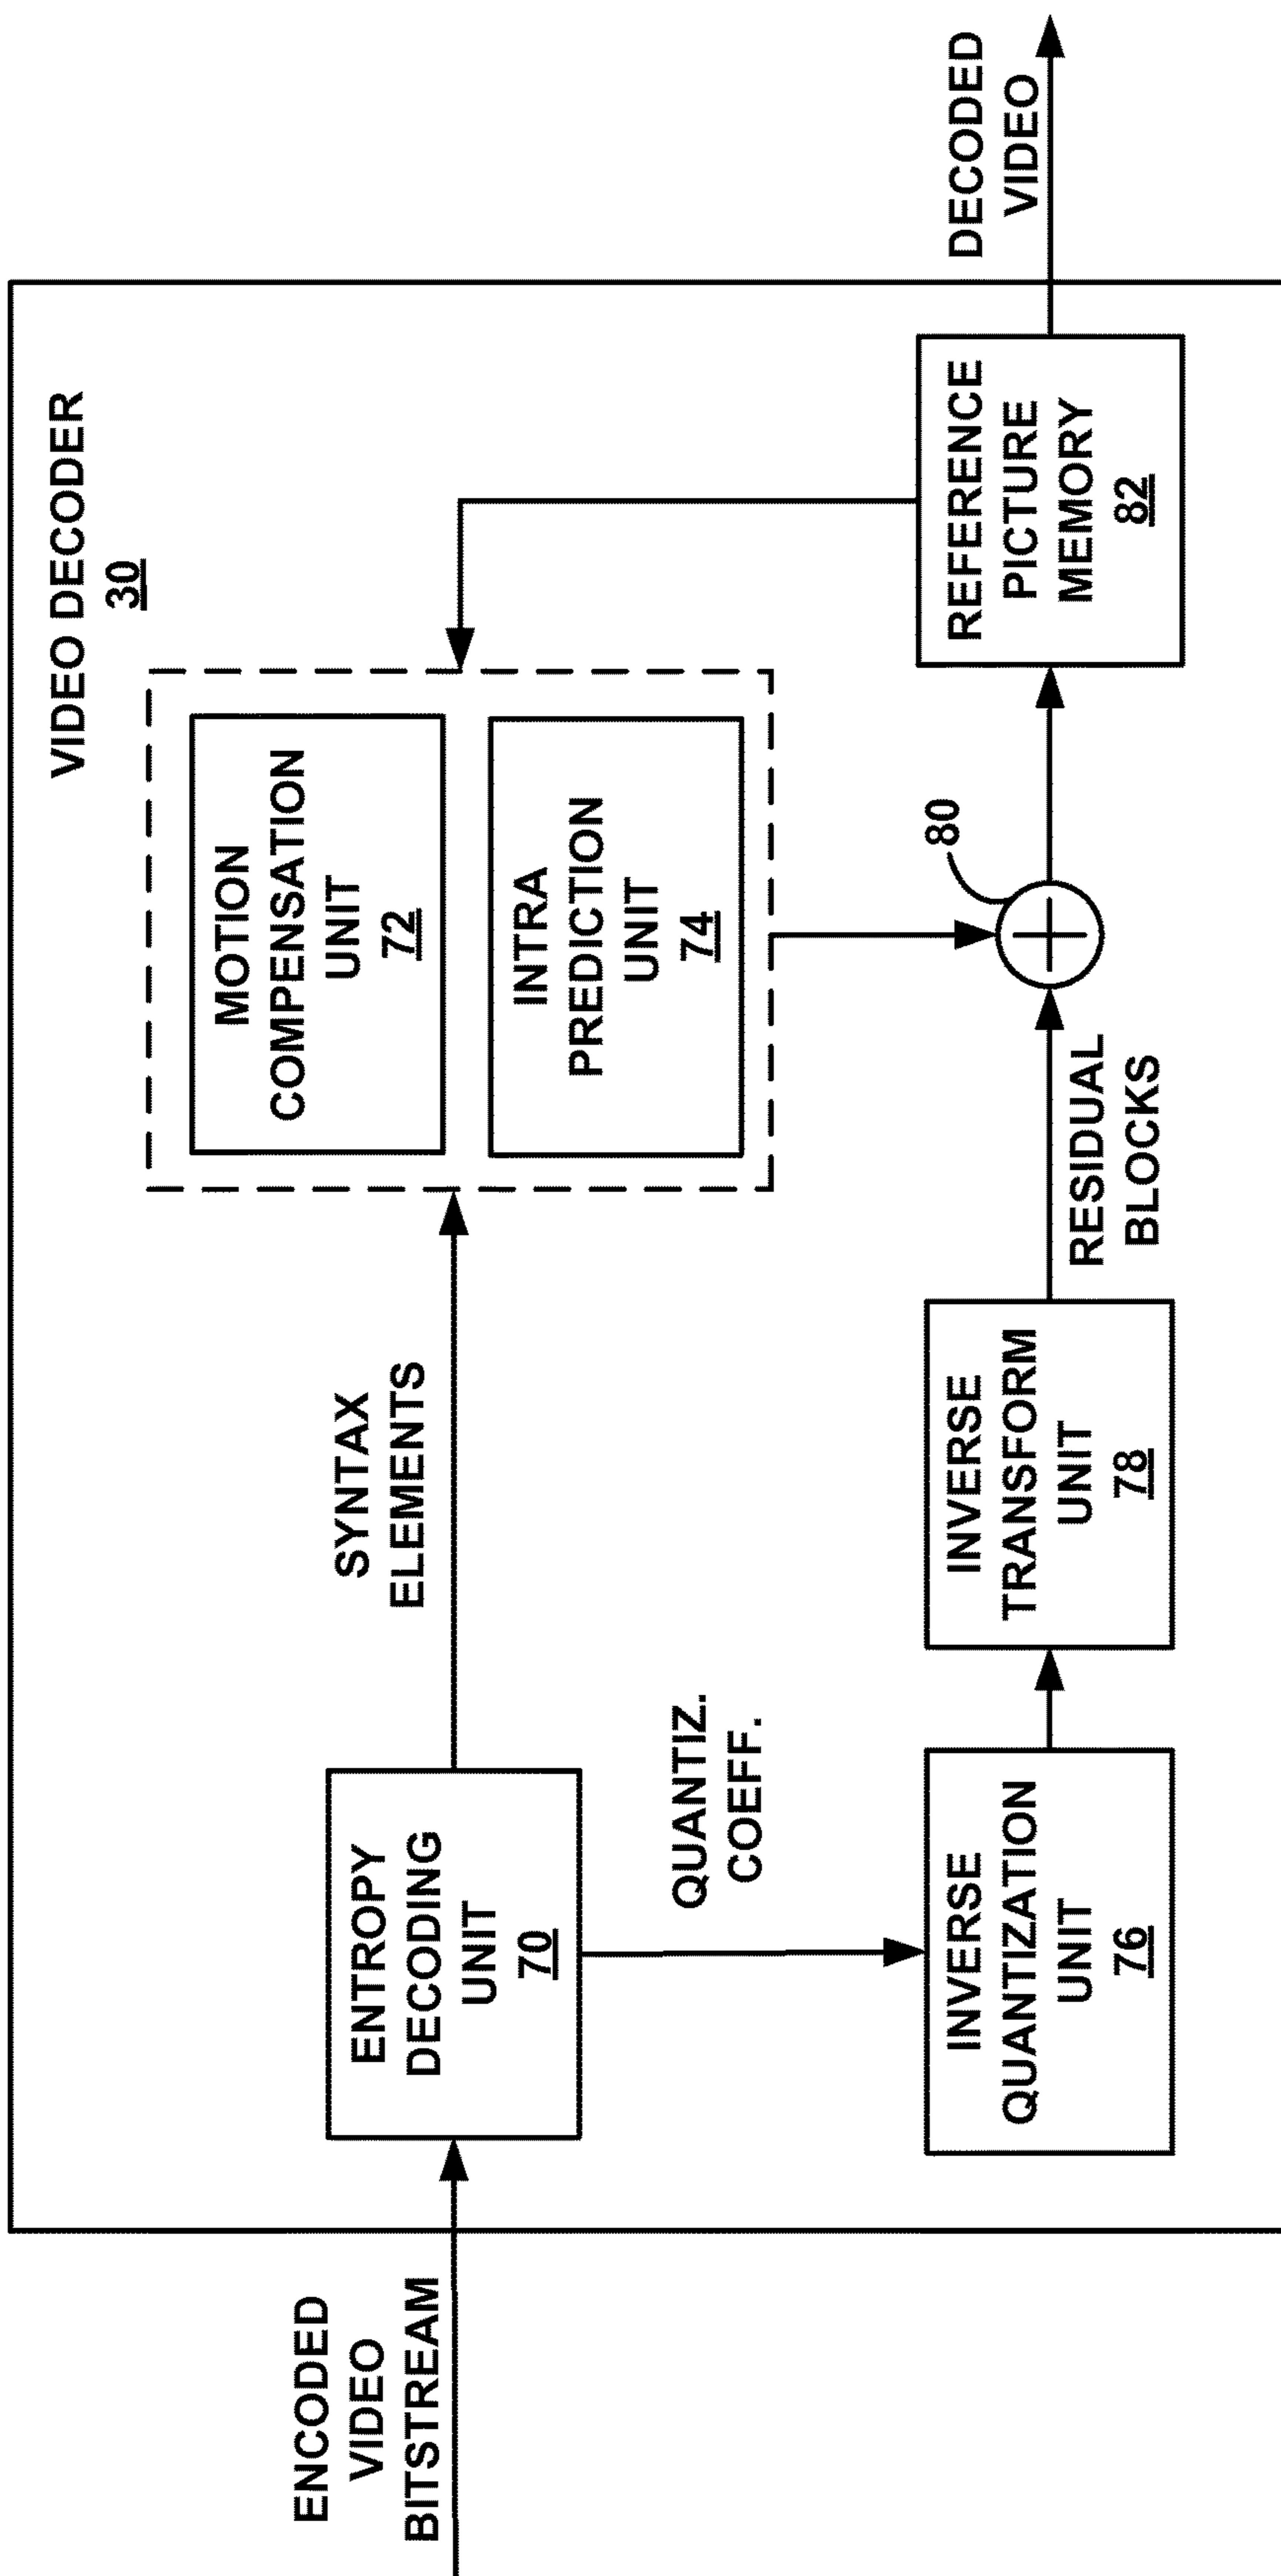 VIDEO DECODER
30
ENCODED
VIDEO
BITSTREAM
ENTROPY
DECODING
UNIT
70
SYNTAX
ELEMENTS
MOTION
COMPENSATION
UNIT
72
INTRA
PREDICTION
UNIT
74
QUANTIZ.
COEFF.
INVERSE
QUANTIZATION
UNIT
76
INVERSE
TRANSFORM
UNIT
78
RESIDUAL
BLOCKS
80
REFERENCE
PICTURE
MEMORY
82
DECODED
VIDEO